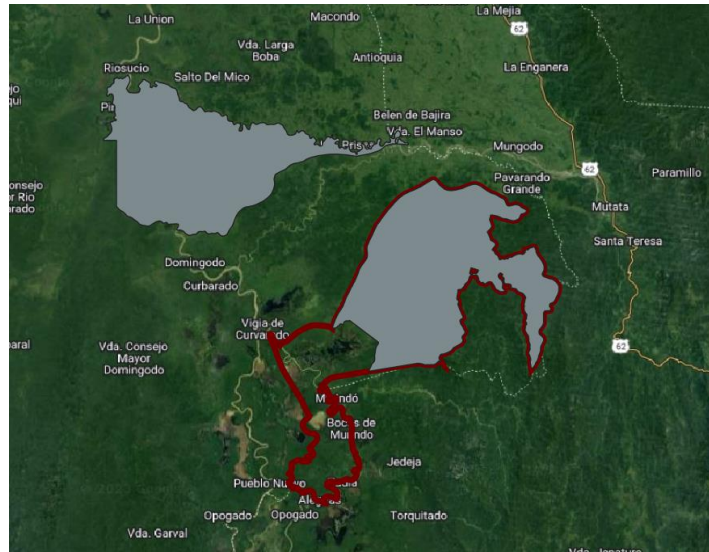 La Union
Macondo
La Mejia
62
Vda. Larga
Boba
Antioquia
La Enganera
Riosucio
Salto Del Mico
Belen de Bajira
Vda. El Manso
Mungodo
62
Paramillo
Pavarando
Grande
Mutata
Santa Teresa
Domingodo
Curbarado
Vigia de
Curvarado
62
Vda. Consejo
Mayor
Domingodo
Murindó
Bocas de
Murindo
Jedeja
Pueblo Nuevo
Opogado
Opogado
Torquitado
Vda. Garval